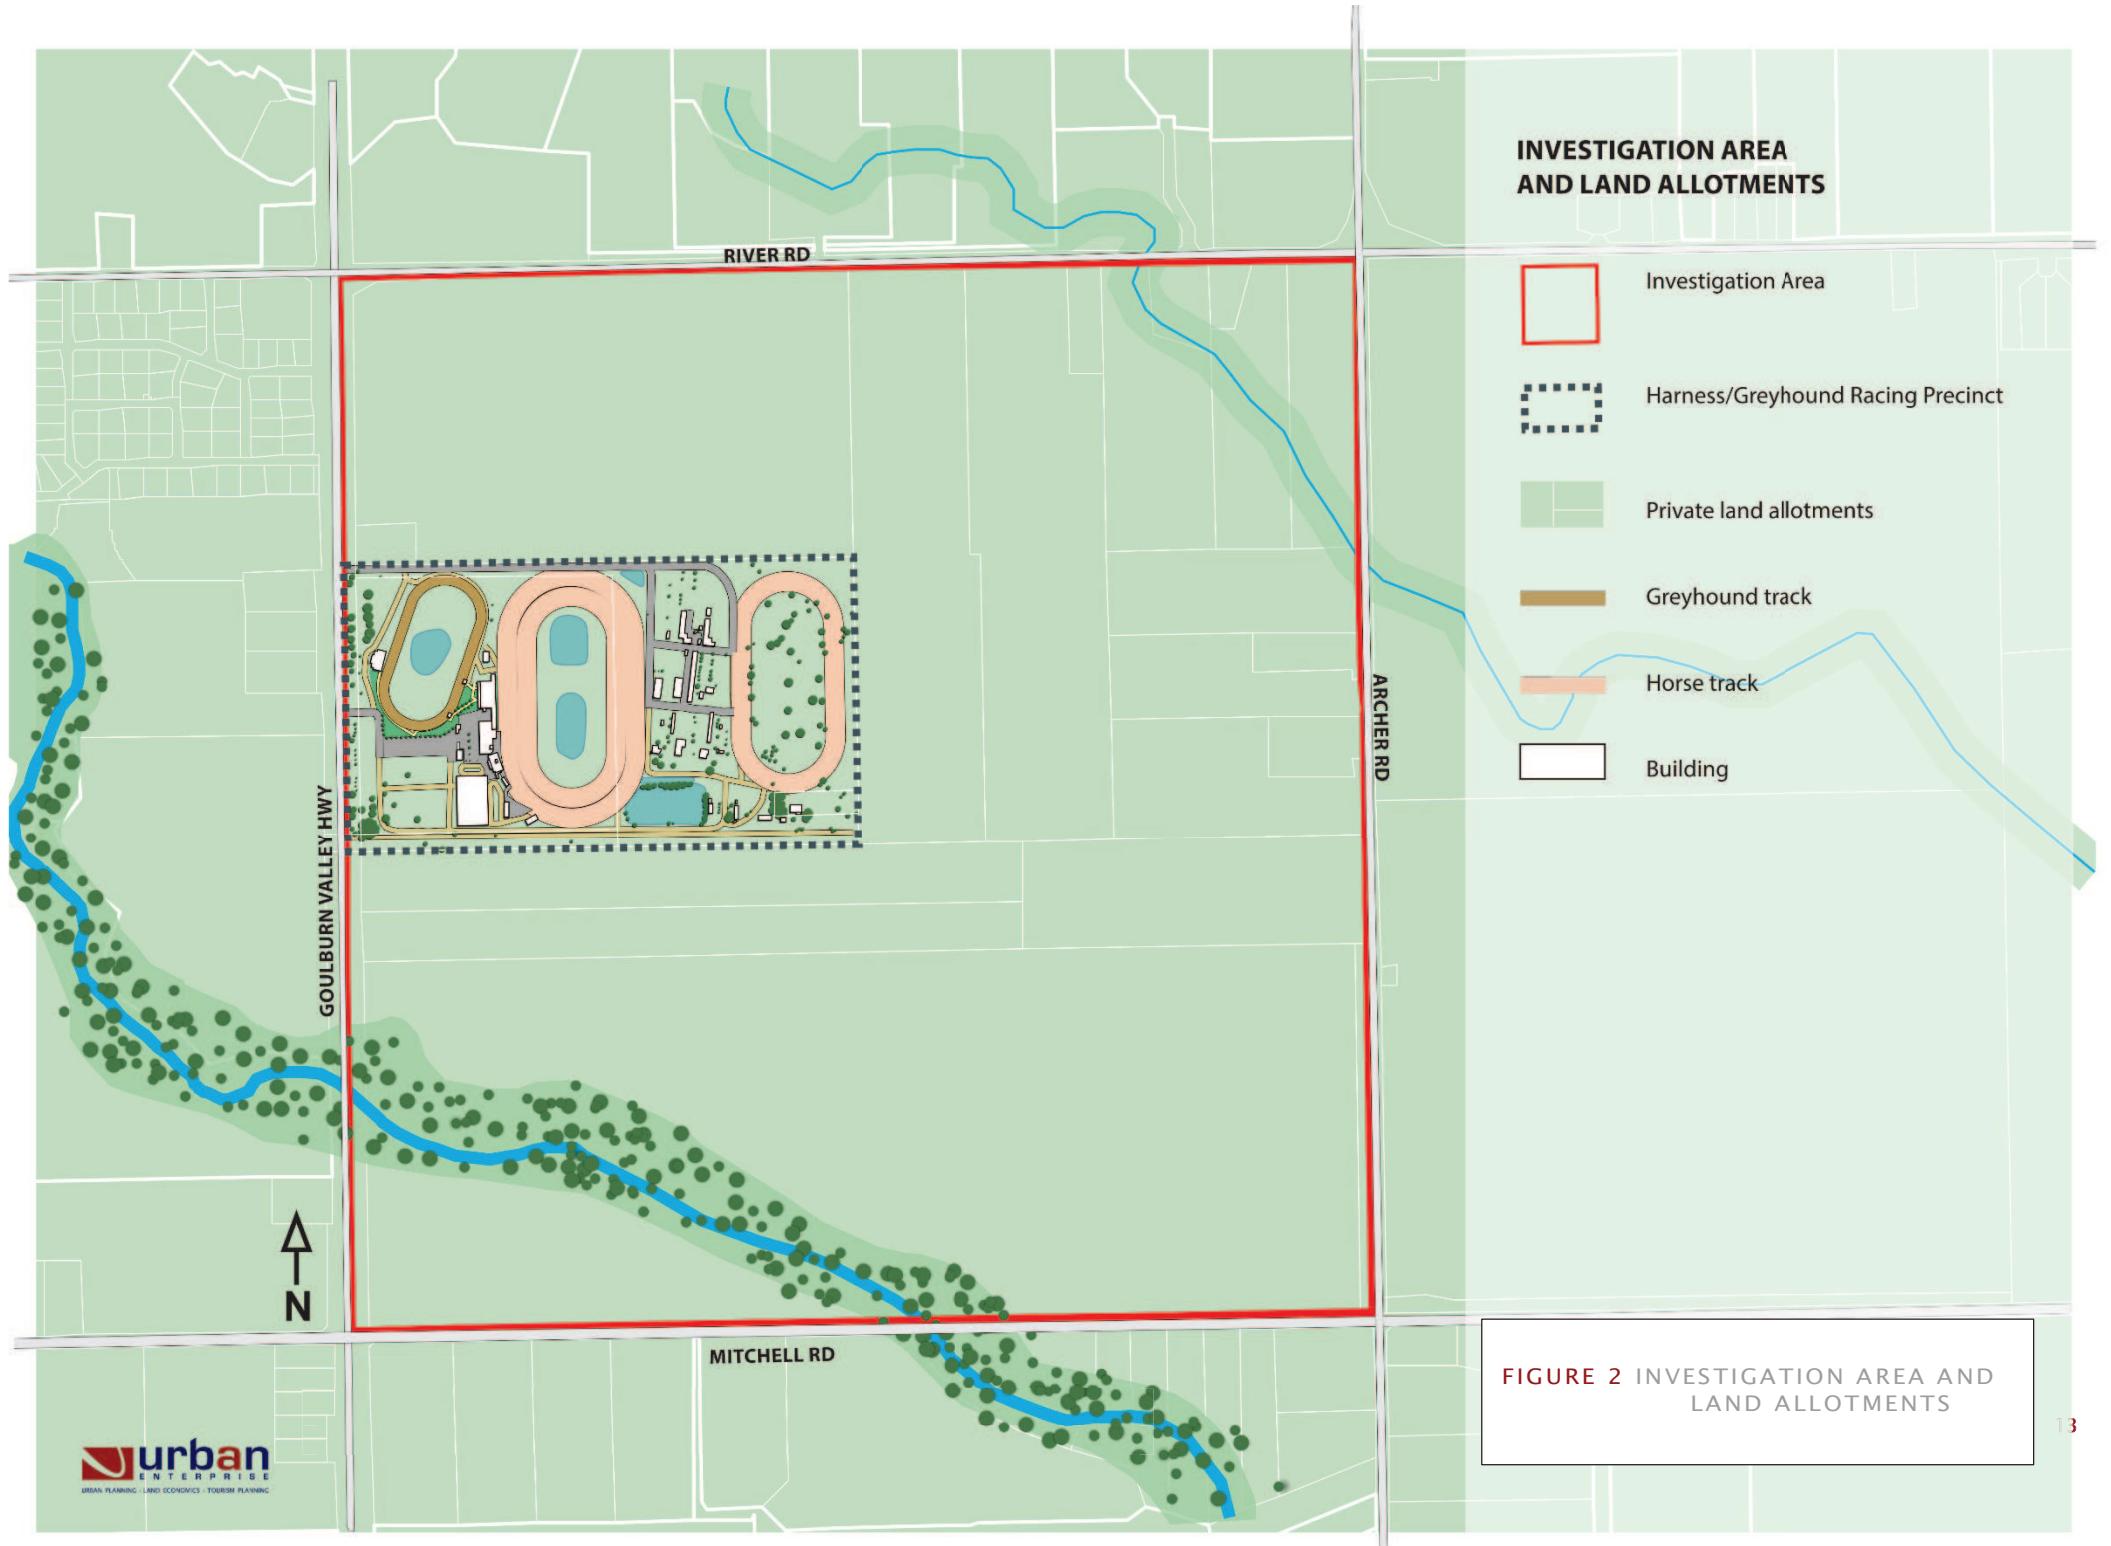 INVESTIGATION AREA
AND LAND ALLOTMENTS
RIVER RD
Investigation Area
Harness/Greyhound Racing Precinct
Private land allotments
Greyhound track
Horse track
Building
ARCHER RD
GOULBURN VALLEY HWY
N
MITCHELL RD
FIGURE 2 INVESTIGATION AREA AND
LAND ALLOTMENTS
13
urban
ENTERPRISE
URBAN PLANNING - LAND ECONOMICS - TOURISM PLANNING